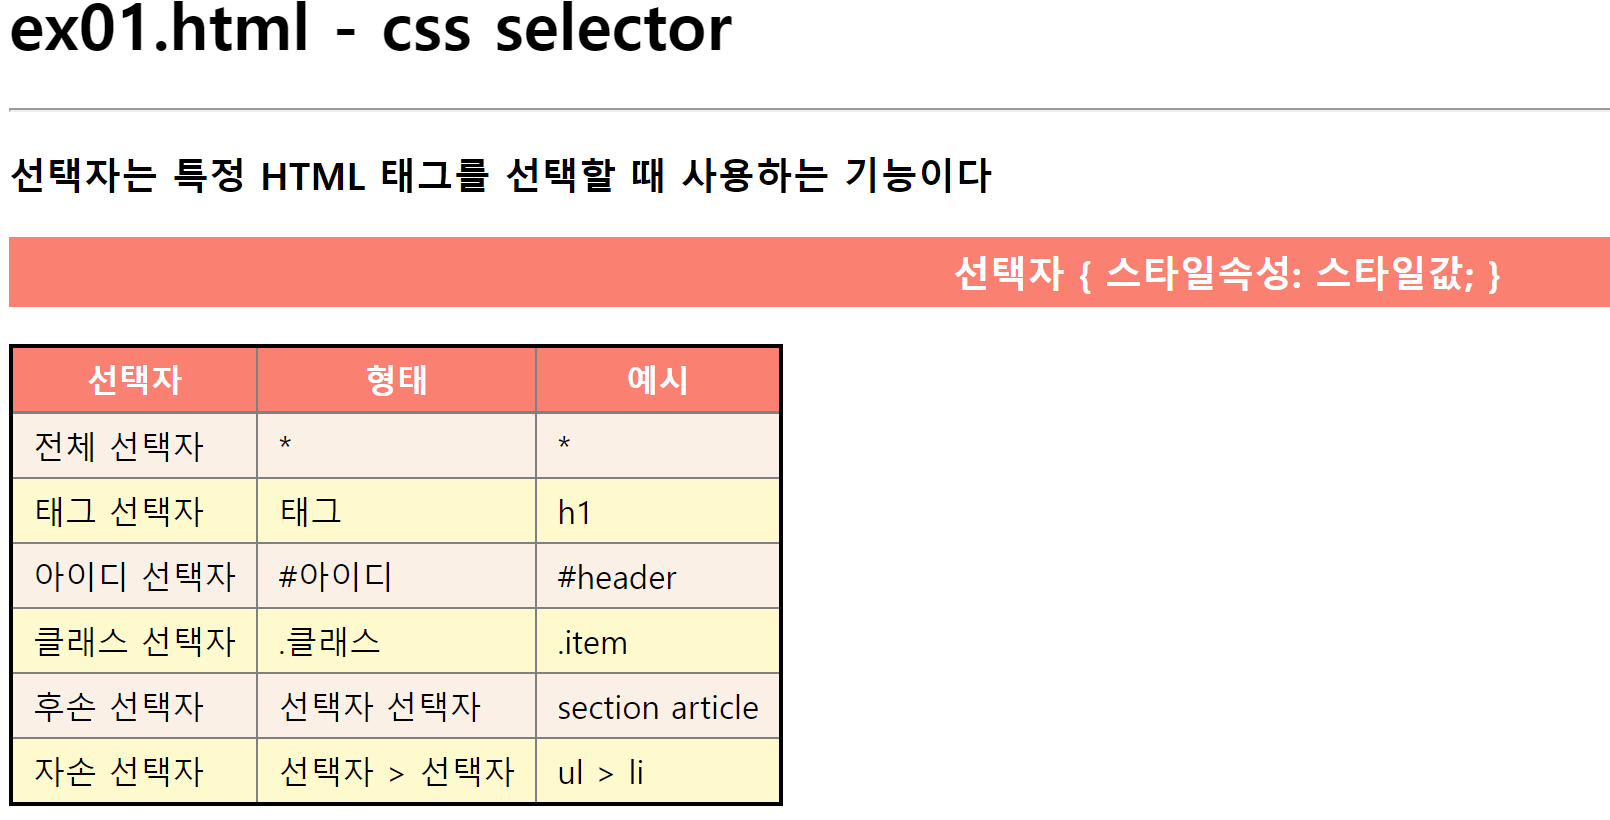 ex01.html - css selector
선택자는 특정 HTML 태그를 선택할 때 사용하는 기능이다
선택자 { 스타일속성: 스타일값; }
선택자 형태 예시
전체 선택자 * *
태그 선택자 태그 h1
아이디 선택자 #아이디 #header
클래스 선택자 .클래스 .item
후손 선택자 선택자 선택자 section article
자손 선택자 선택자 > 선택자 ul > li